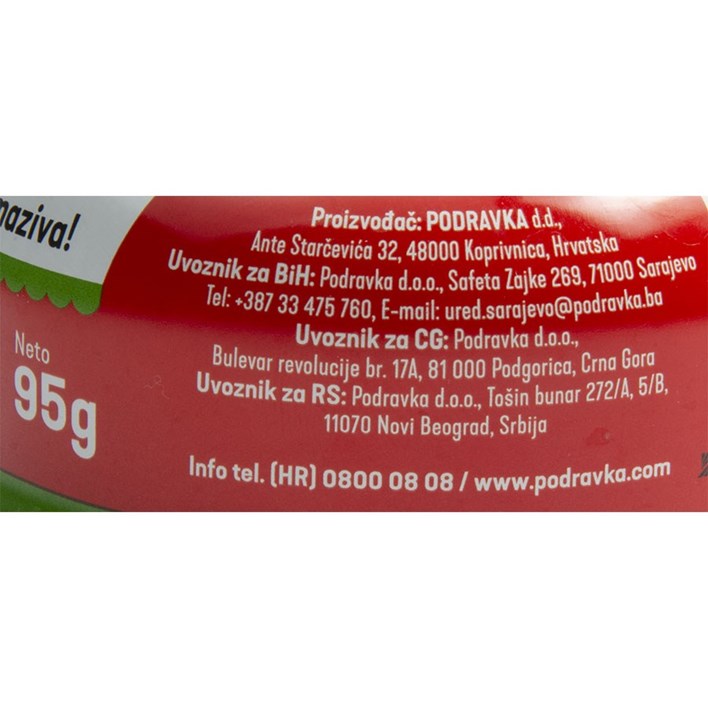 maziva!
Neto
95g
Proizvođač: PODRAVKA d.d.,
Ante Starčevića 32, 48000 Koprivnica, Hrvatska
Uvoznik za BiH: Podravka d.o.o., Safeta Zajke 269, 71000 Sarajevo
Tel: +387 33 475 760, E-mail: ured.sarajevo@podravka.ba
Uvoznik za CG: Podravka d.o.o.,
Bulevar revolucije br. 17A, 81 000 Podgorica, Crna Gora
Uvoznik za RS: Podravka d.o.o., Tošin bunar 272/A, 5/B,
11070 Novi Beograd, Srbija
Info tel. (HR) 0800 08 08 / www.podravka.com